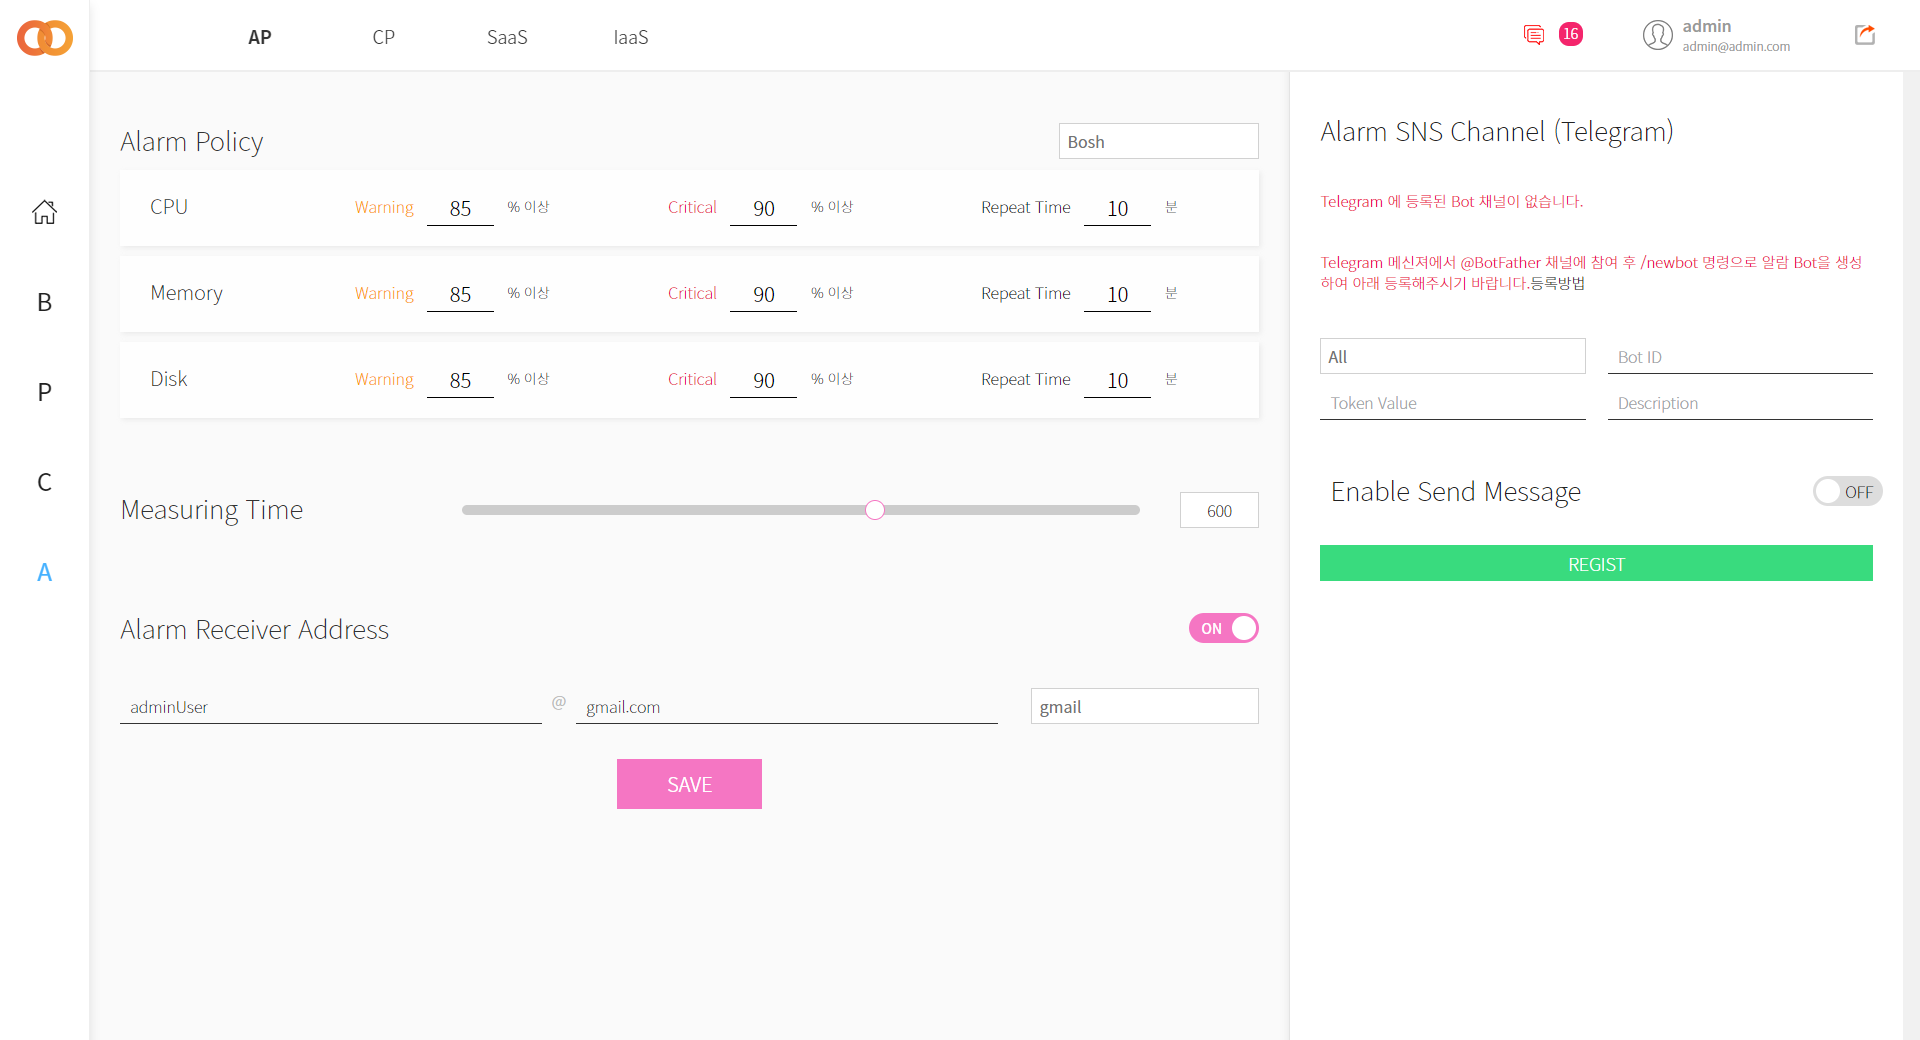 AP CP SaaS IaaS 16 admin
admin@admin.com
B
P
C
A
Alarm Policy Bosh
CPU Warning 85 % 이상 Critical 90 % 이상 Repeat Time 10 분
Memory Warning 85 % 이상 Critical 90 % 이상 Repeat Time 10 분
Disk Warning 85 % 이상 Critical 90 % 이상 Repeat Time 10 분
Measuring Time 600
Alarm Receiver Address ON
adminUser @ gmail.com gmail
SAVE
Alarm SNS Channel (Telegram)
Telegram 에 등록된 Bot 채널이 없습니다.
Telegram 메신져에서 @BotFather 채널에 참여 후 /newbot 명령으로 알람 Bot을 생성
하여 아래 등록해주시기 바랍니다.등록방법
All Bot ID
Token Value Description
Enable Send Message OFF
REGIST